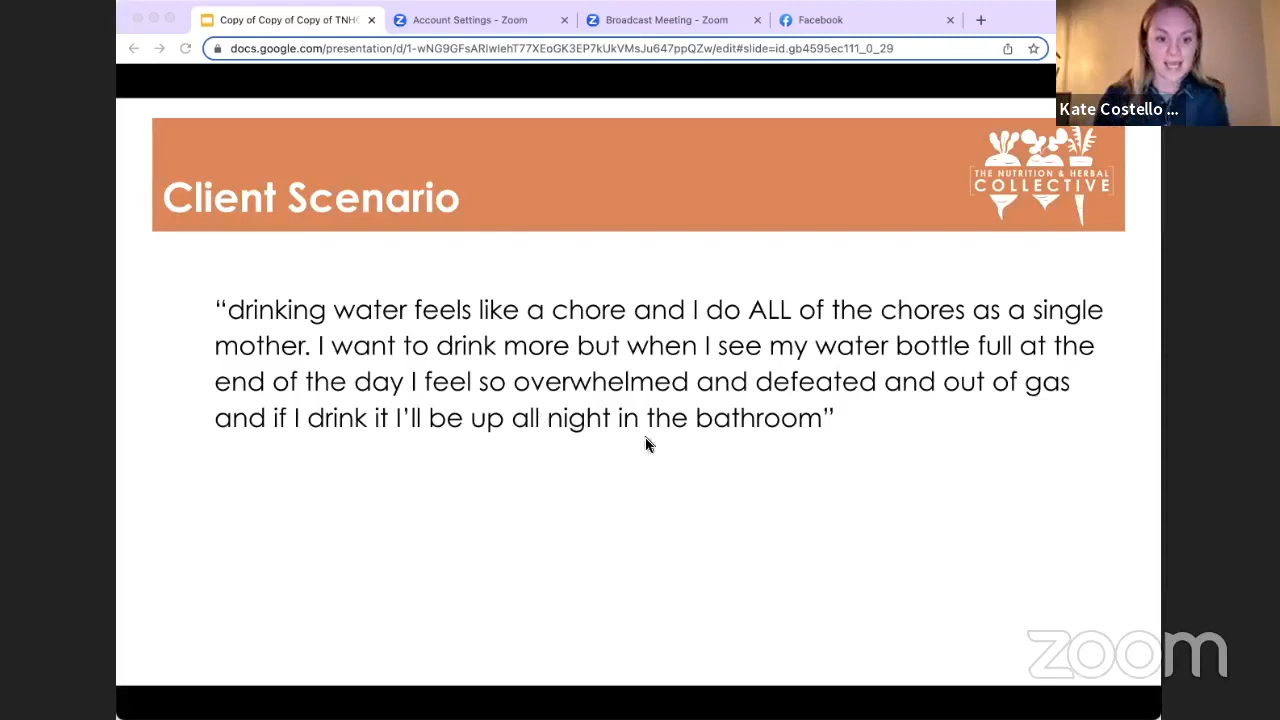 Copy of Copy of Copy of TNHC
Account Settings - Zoom
Broadcast Meeting - Zoom
Facebook
docs.google.com/presentation/d/1-wNG9GFsARlwlehT77XEoGK3EP7kUkVMsJu647ppQZw/edit#slide=id.gb4595ec111_0_29
Kate Costello ...
THE NUTRITION & HERBAL
COLLECTIVE
Client Scenario
“drinking water feels like a chore and I do ALL of the chores as a single
mother. I want to drink more but when I see my water bottle full at the
end of the day I feel so overwhelmed and defeated and out of gas
and if I drink it I’ll be up all night in the bathroom”
zoom